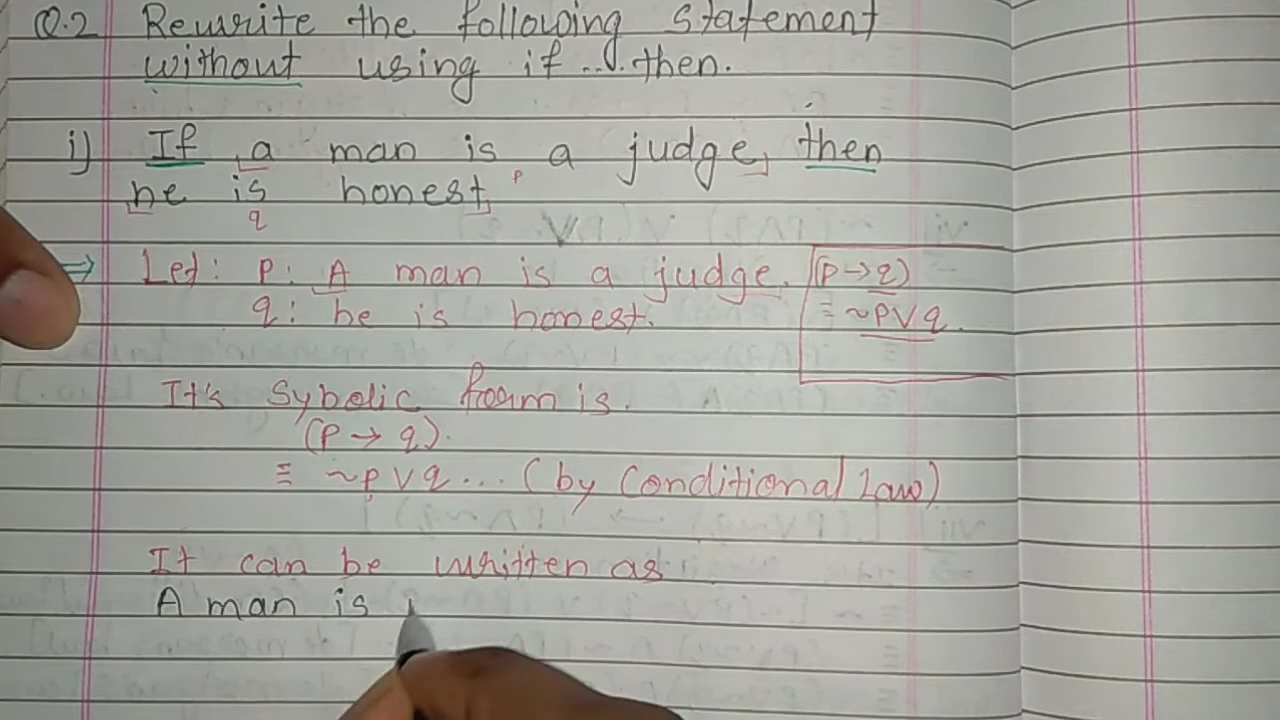 Q.2 Rewrite the following statement
without using if...then.
i) If a man is a judge, then
he is honest.
p
q
⇒ Let: p: A man is a judge. (p→q)
q: he is honest. ≡ ~p∨q.
It's Sybolic foam is.
(p → q).
≡ ~p∨q... (by Conditional Law)
It can be written as
A man is